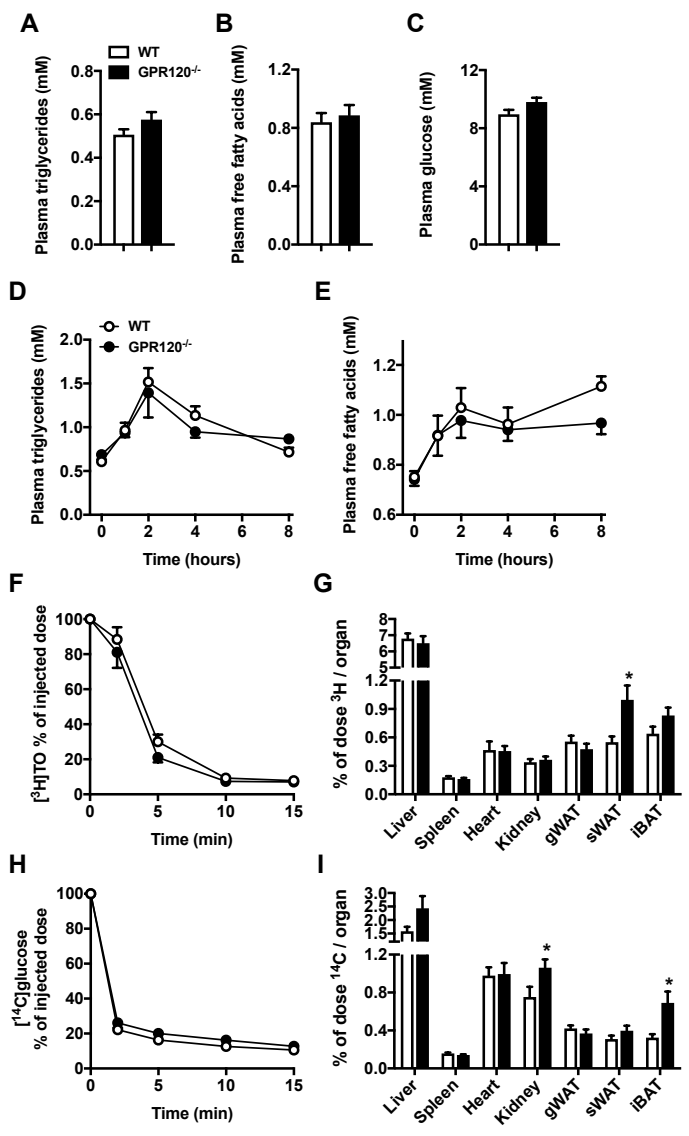 A
B
C
WT
GPR120-/-
Plasma triglycerides (mM)
0.8
0.6
0.4
0.2
0.0
Plasma free fatty acids (mM)
1.2
0.8
0.4
0.0
Plasma glucose (mM)
12
8
4
0
D
E
WT
GPR120-/-
Plasma triglycerides (mM)
2.0
1.5
1.0
0.5
0.0
0 2 4 6 8
Time (hours)
Plasma free fatty acids (mM)
1.2
1.0
0.8
0.6
0 2 4 6 8
Time (hours)
F
G
[³H]TO % of injected dose
100
80
60
40
20
0
0 5 10 15
Time (min)
% of dose ³H / organ
8
7
6
5
1.2
0.9
0.6
0.3
0.0
*
Liver Spleen Heart Kidney gWAT sWAT iBAT
H
I
[¹⁴C]glucose
% of injected dose
100
80
60
40
20
0
0 5 10 15
Time (min)
% of dose ¹⁴C / organ
3.0
2.5
2.0
1.5
1.2
0.8
0.4
0.0
* *
Liver Spleen Heart Kidney gWAT sWAT iBAT